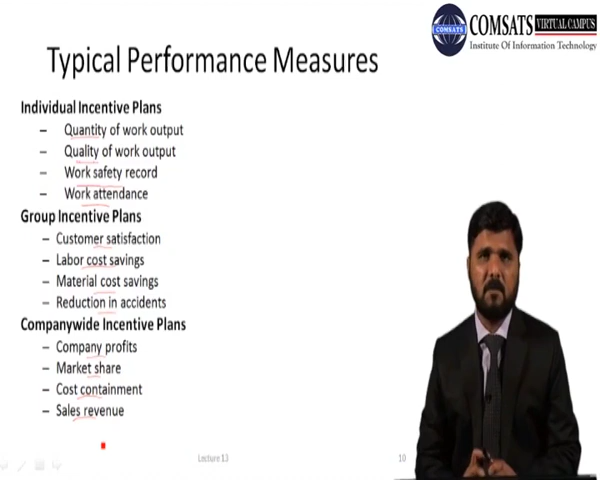 COMSATS VIRTUAL CAMPUS
COMSATS
Institute Of Information Technology
Typical Performance Measures
Individual Incentive Plans
– Quantity of work output
– Quality of work output
– Work safety record
– Work attendance
Group Incentive Plans
– Customer satisfaction
– Labor cost savings
– Material cost savings
– Reduction in accidents
Companywide Incentive Plans
– Company profits
– Market share
– Cost containment
– Sales revenue
Lecture 13
10